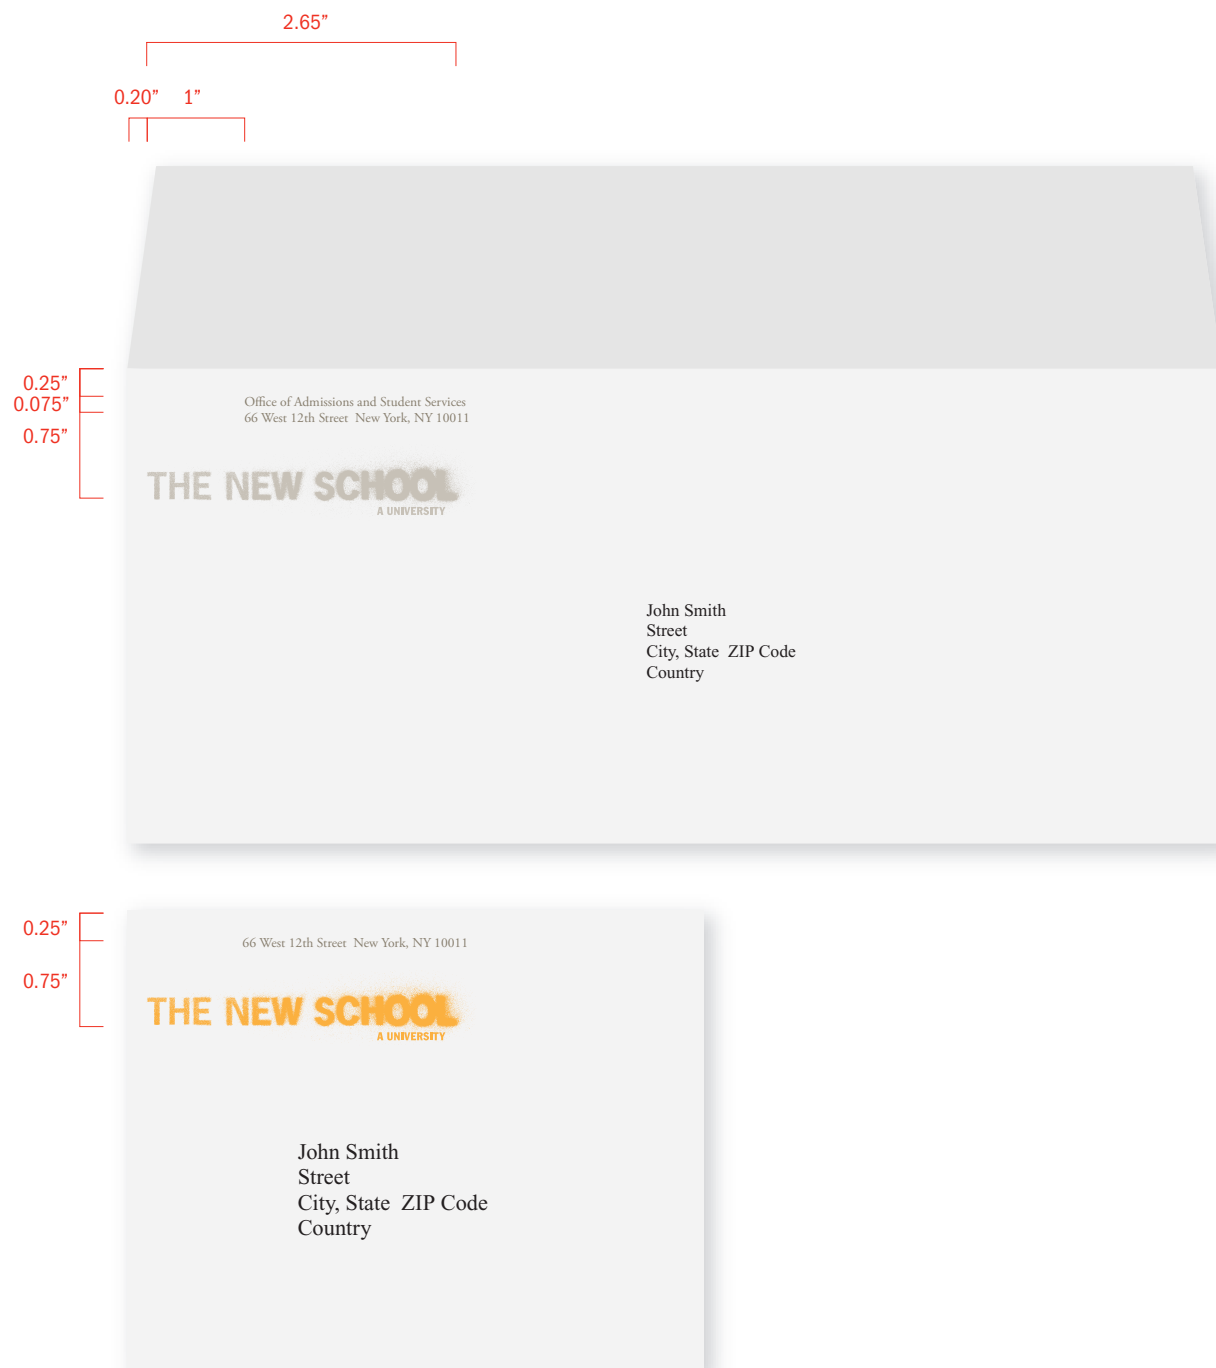 2.65”
0.20” 1”
0.25”
0.075”
0.75”
Office of Admissions and Student Services
66 West 12th Street  New York, NY 10011
THE NEW SCHOOL
A UNIVERSITY
John Smith
Street
City, State  ZIP Code
Country
0.25”
0.75”
66 West 12th Street  New York, NY 10011
THE NEW SCHOOL
A UNIVERSITY
John Smith
Street
City, State  ZIP Code
Country